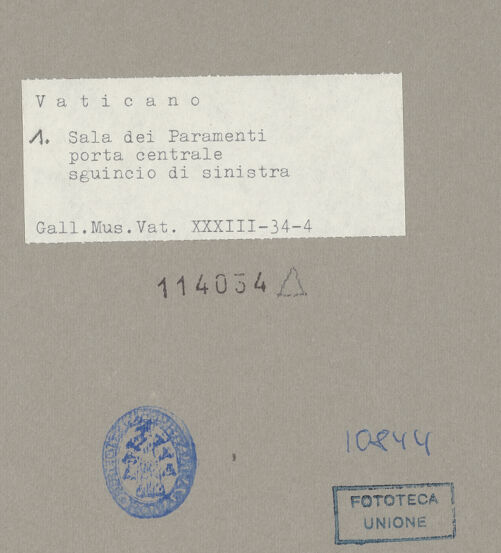 Vaticano
1. Sala dei Paramenti
porta centrale
sguincio di sinistra
Gall.Mus.Vat. XXXIII-34-4
114034
10844
FOTOTECA
UNIONE